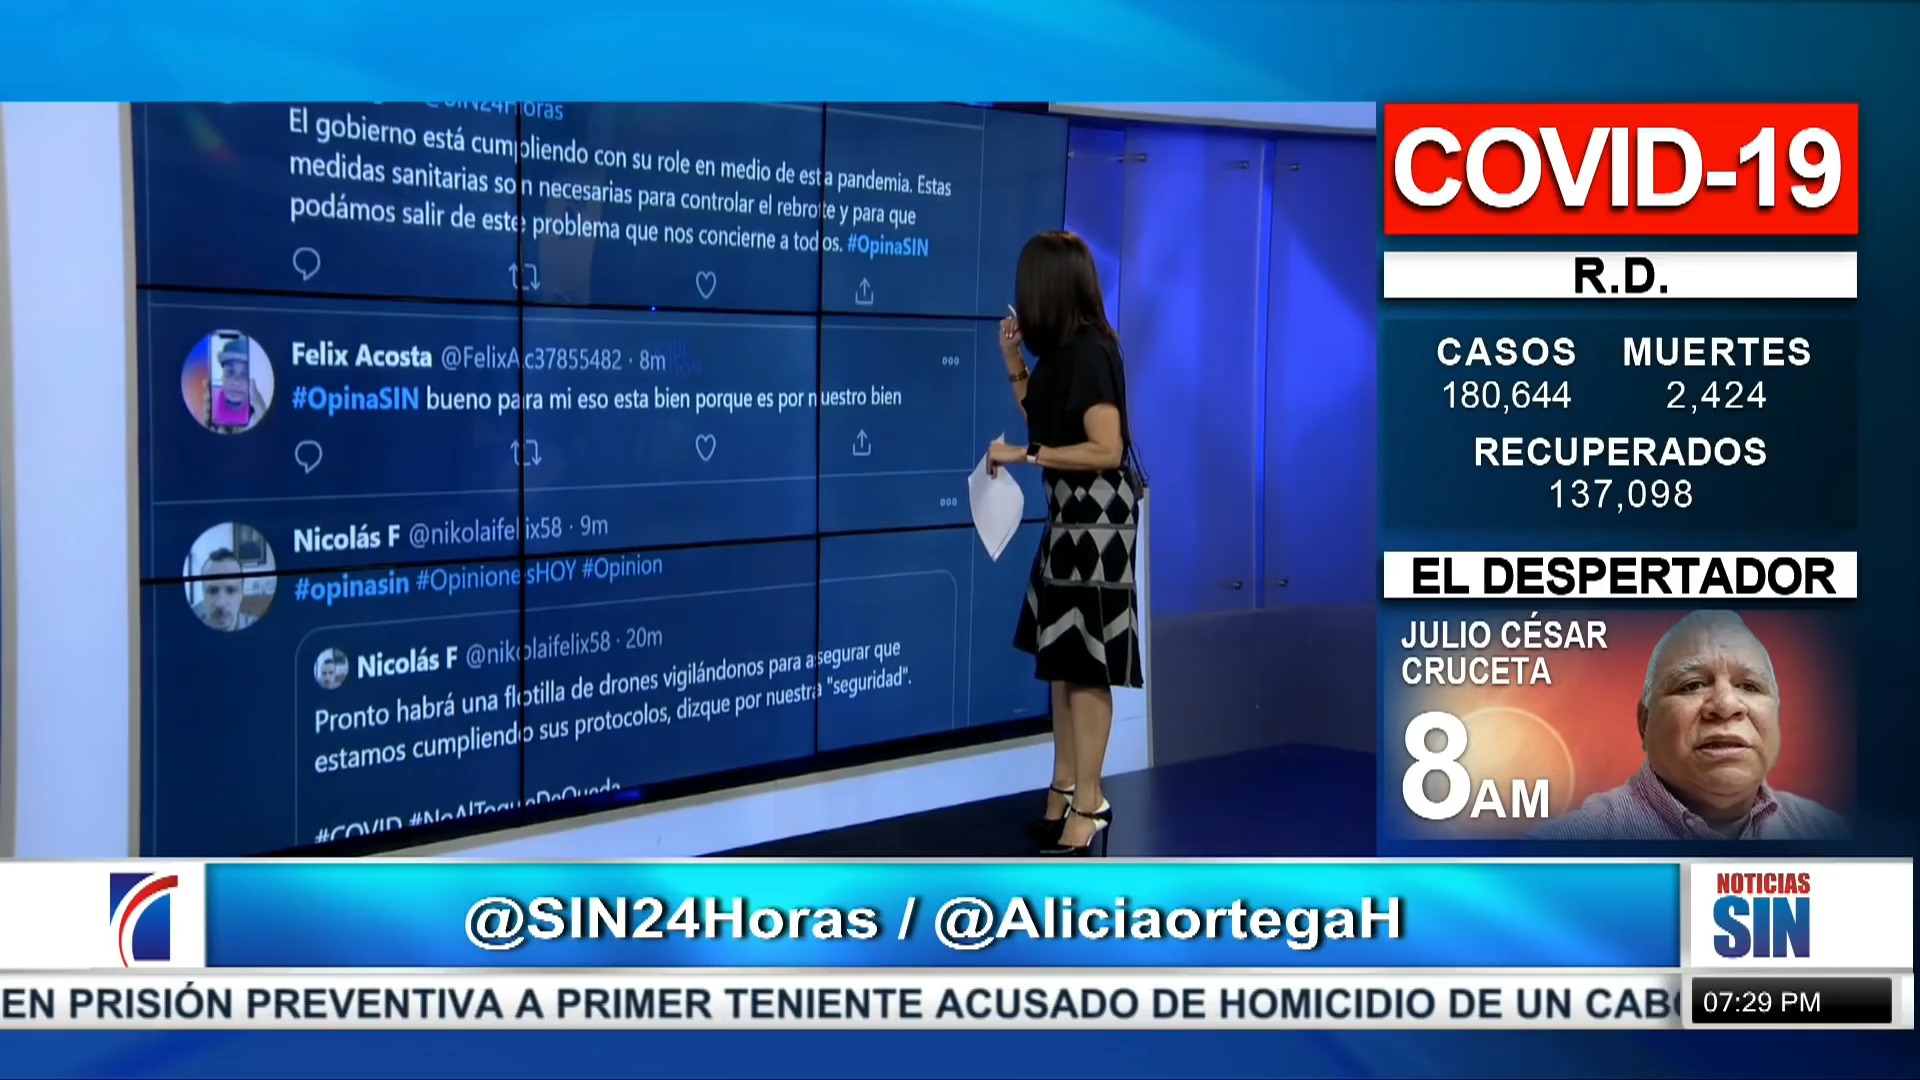 @SIN24Horas
El gobierno está cumpliendo con su role en medio de esta pandemia. Estas
medidas sanitarias son necesarias para controlar el rebrote y para que
podámos salir de este problema que nos concierne a todos. #OpinaSIN
Felix Acosta @FelixAc37855482 · 8m
#OpinaSIN bueno para mi eso esta bien porque es por nuestro bien
Nicolás F @nikolaifelix58 · 9m
#opinasin #OpinionesHOY #Opinion
Nicolás F @nikolaifelix58 · 20m
Pronto habrá una flotilla de drones vigilándonos para asegurar que
estamos cumpliendo sus protocolos, dizque por nuestra "seguridad".
#COVID #NoAlToqueDeQueda
COVID-19
R.D.
CASOS MUERTES
180,644 2,424
RECUPERADOS
137,098
EL DESPERTADOR
JULIO CÉSAR
CRUCETA
8AM
@SIN24Horas / @AliciaortegaH
NOTICIAS
SIN
EN PRISIÓN PREVENTIVA A PRIMER TENIENTE ACUSADO DE HOMICIDIO DE UN CAB
07:29 PM